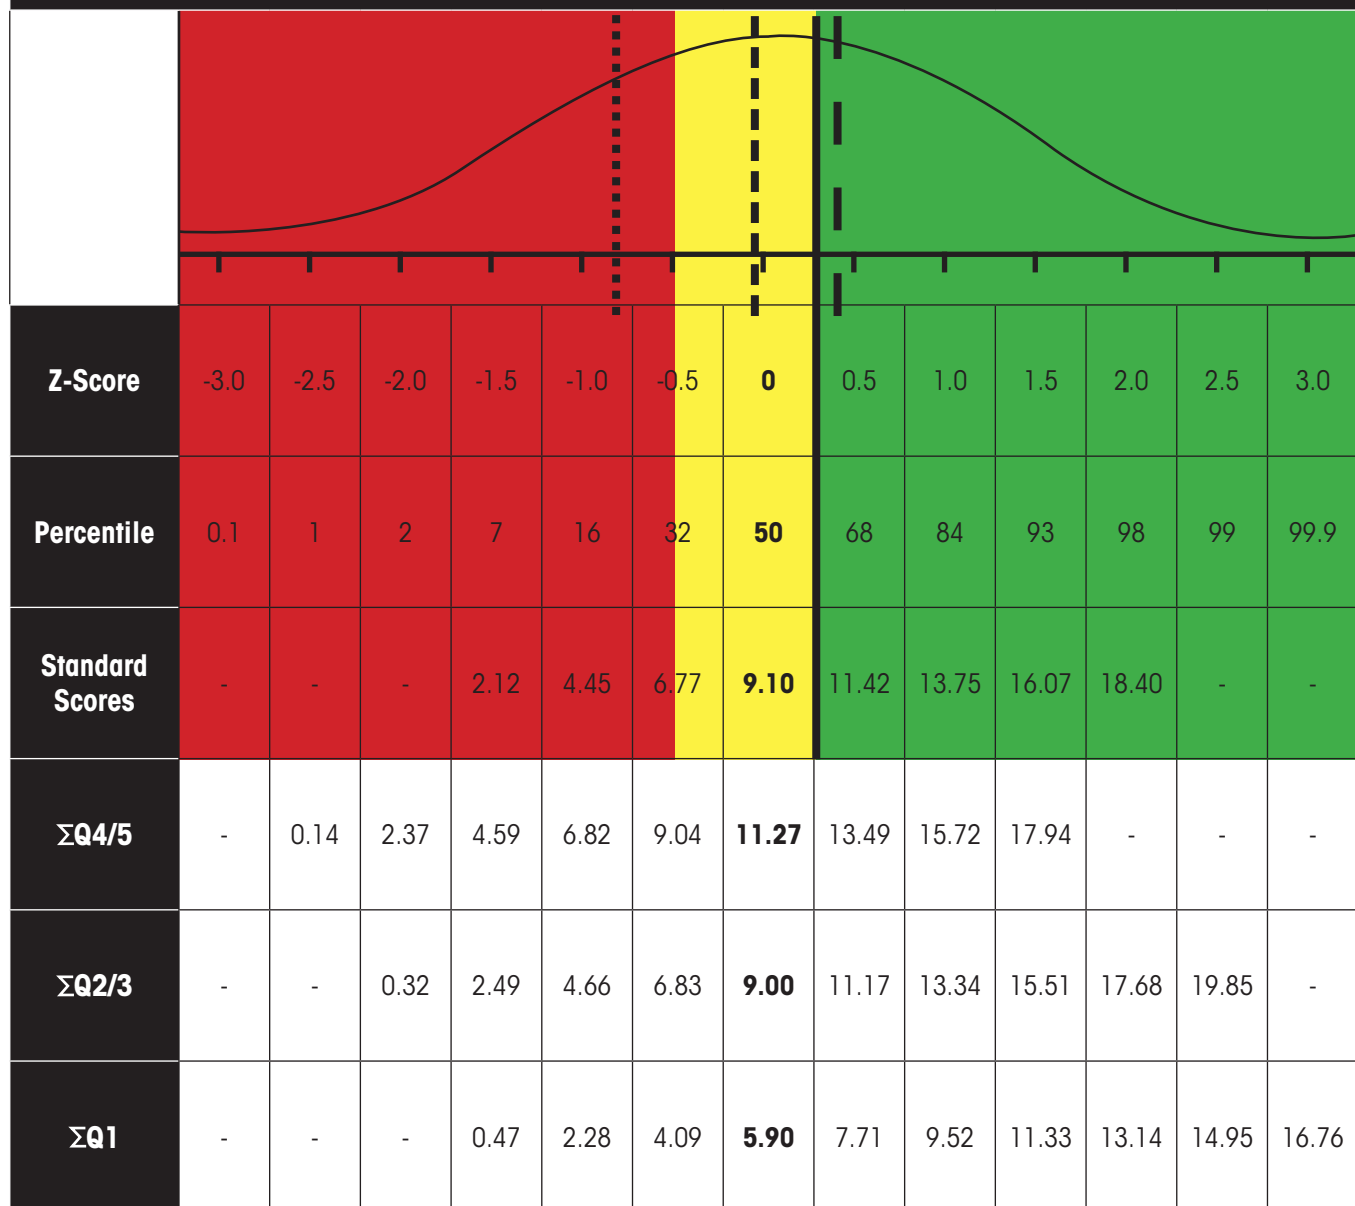 Z-Score -3.0 -2.5 -2.0 -1.5 -1.0 -0.5 0 0.5 1.0 1.5 2.0 2.5 3.0
Percentile 0.1 1 2 7 16 32 50 68 84 93 98 99 99.9
Standard
Scores - - - 2.12 4.45 6.77 9.10 11.42 13.75 16.07 18.40 - -
ΣQ4/5 - 0.14 2.37 4.59 6.82 9.04 11.27 13.49 15.72 17.94 - - -
ΣQ2/3 - - 0.32 2.49 4.66 6.83 9.00 11.17 13.34 15.51 17.68 19.85 -
ΣQ1 - - - 0.47 2.28 4.09 5.90 7.71 9.52 11.33 13.14 14.95 16.76